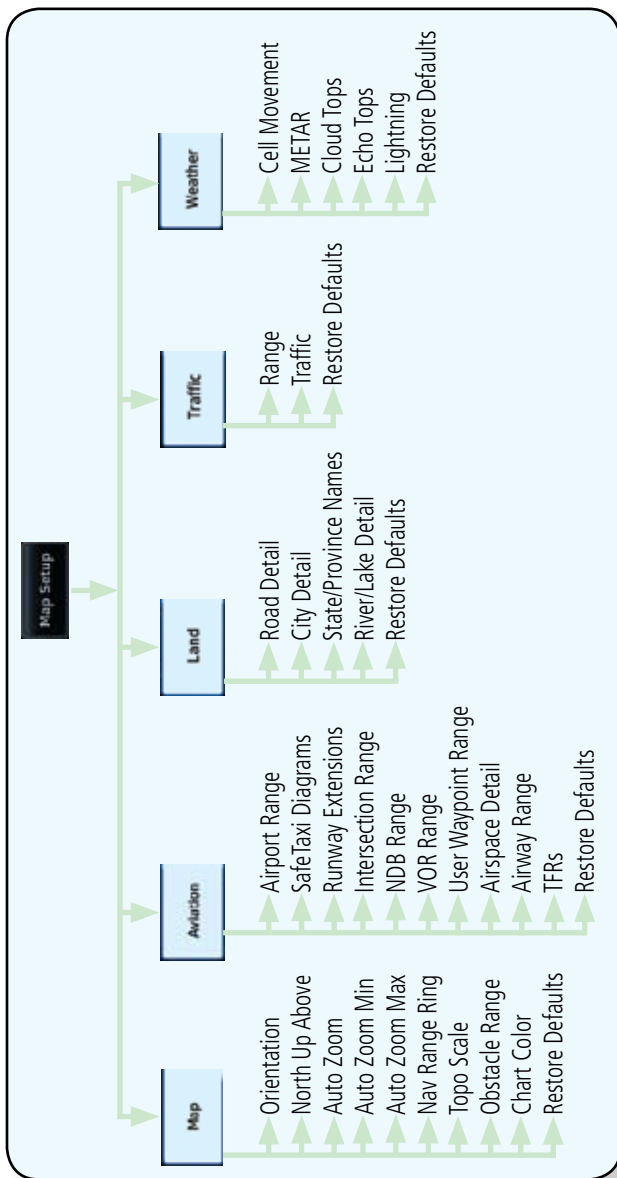 Map Setup
Map
Orientation
North Up Above
Auto Zoom
Auto Zoom Min
Auto Zoom Max
Nav Range Ring
Topo Scale
Obstacle Range
Chart Color
Restore Defaults
Aviation
Airport Range
SafeTaxi Diagrams
Runway Extensions
Intersection Range
NDB Range
VOR Range
User Waypoint Range
Airspace Detail
Airway Range
TFRs
Restore Defaults
Land
Road Detail
City Detail
State/Province Names
River/Lake Detail
Restore Defaults
Traffic
Range
Traffic
Restore Defaults
Weather
Cell Movement
METAR
Cloud Tops
Echo Tops
Lightning
Restore Defaults